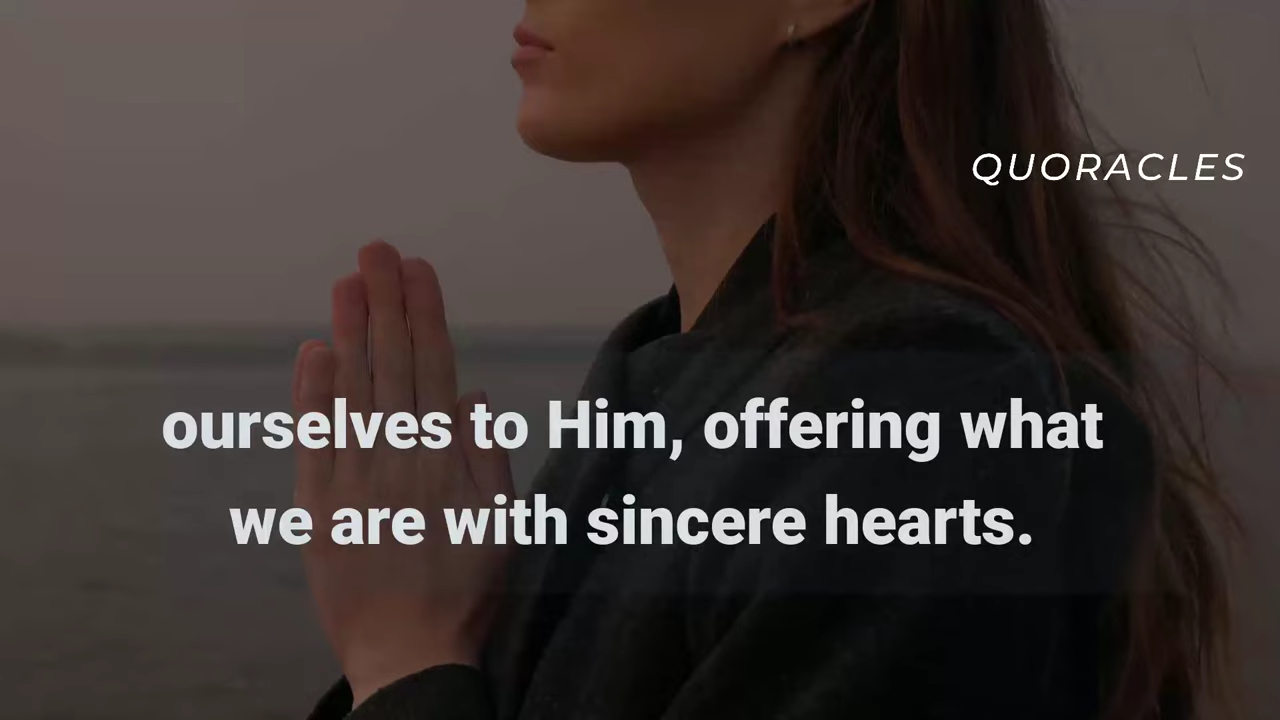 QUORACLES
ourselves to Him, offering what
we are with sincere hearts.